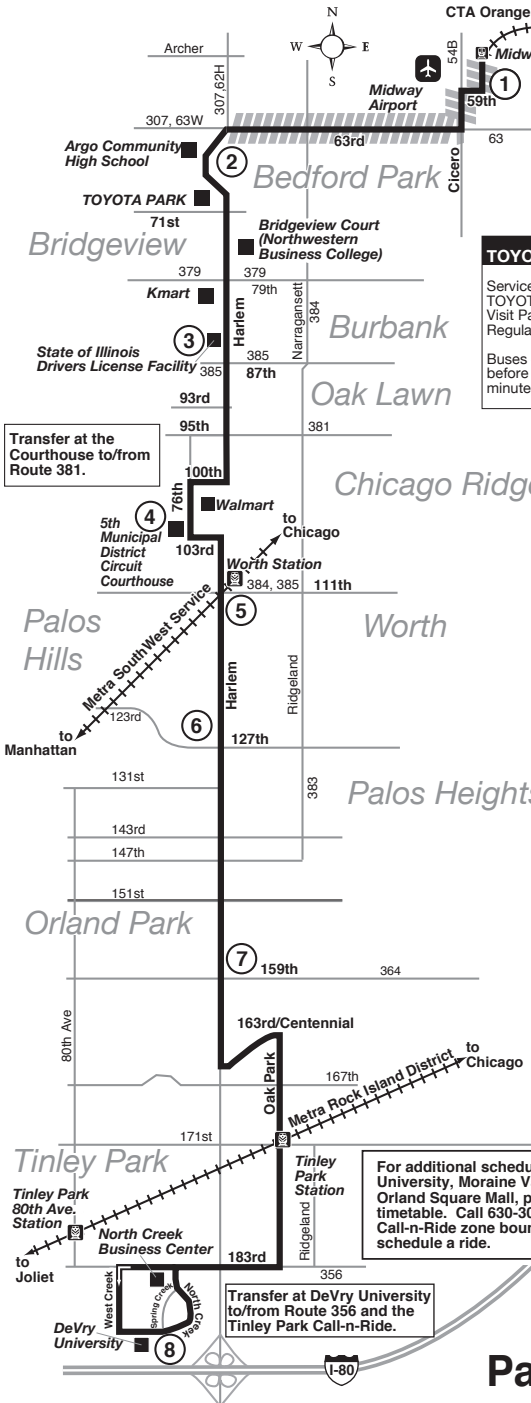 CTA Orange
N
W E
S
Archer
307,62H
54B
Midw
1
59th
Midway
Airport
307, 63W
63rd
63
Argo Community
High School
2
Cicero
Bedford Park
TOYOTA PARK
71st
Bridgeview
Bridgeview Court
(Northwestern
Business College)
TOYO
Service
TOYOT
Visit Pa
Regula
Buses
before
minute
379
379
79th
Kmart
Harlem
Narragansett
384
Burbank
3
State of Illinois
Drivers License Facility
385
385
87th
Oak Lawn
93rd
95th
381
Transfer at the
Courthouse to/from
Route 381.
100th
76th
Chicago Ridge
Walmart
4
5th
Municipal
District
Circuit
Courthouse
103rd
to
Chicago
Worth Station
384, 385
111th
5
Palos
Hills
Worth
Metra SouthWest Service
Harlem
Ridgeland
123rd
6
127th
to
Manhattan
131st
383
Palos Heights
143rd
147th
151st
Orland Park
7
159th
364
80th Ave
163rd/Centennial
Oak Park
Metra Rock Island District
to
Chicago
167th
171st
Tinley Park
Tinley
Park
Station
Ridgeland
For additional schedu
University, Moraine V
Orland Square Mall, p
timetable. Call 630-30
Call-n-Ride zone boun
schedule a ride.
Tinley Park
80th Ave.
Station
North Creek
Business Center
183rd
356
to
Joliet
West Creek
Spring Creek
North Creek
Transfer at DeVry University
to/from Route 356 and the
Tinley Park Call-n-Ride.
DeVry
University
8
I-80
Pa